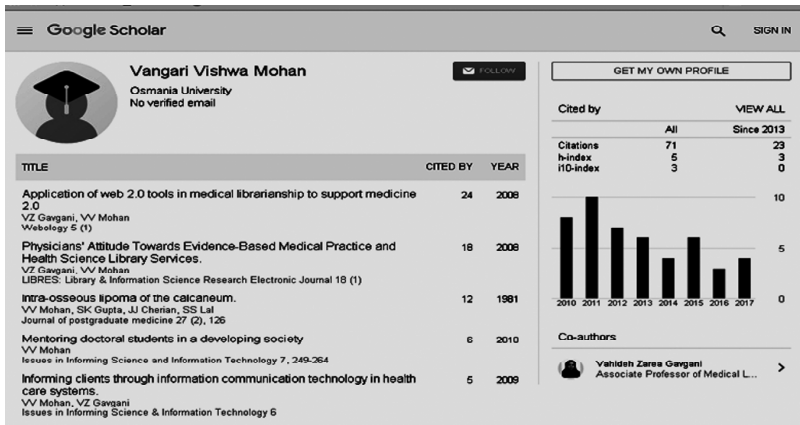 Google Scholar
SIGN IN
Vangari Vishwa Mohan
FOLLOW
Osmania University
No verified email
TITLE CITED BY YEAR
Application of web 2.0 tools in medical librarianship to support medicine 24 2008
2.0
VZ Gavgani, VV Mohan
Webology 5 (1)
Physicians' Attitude Towards Evidence-Based Medical Practice and 18 2008
Health Science Library Services.
VZ Gavgani, VV Mohan
LIBRES: Library & Information Science Research Electronic Journal 18 (1)
Intra-osseous lipoma of the calcaneum. 12 1981
VV Mohan, SK Gupta, JJ Cherian, SS Lal
Journal of postgraduate medicine 27 (2), 126
Mentoring doctoral students in a developing society 6 2010
VV Mohan
Issues in Informing Science and Information Technology 7, 249-264
Informing clients through information communication technology in health 5 2009
care systems.
VV Mohan, VZ Gavgani
Issues in Informing Science & Information Technology 6
GET MY OWN PROFILE
Cited by VIEW ALL
All Since 2013
Citations 71 23
h-index 5 3
i10-index 3 0
10
5
0
2010 2011 2012 2013 2014 2015 2016 2017
Co-authors
Vahideh Zarea Gavgani
Associate Professor of Medical L...